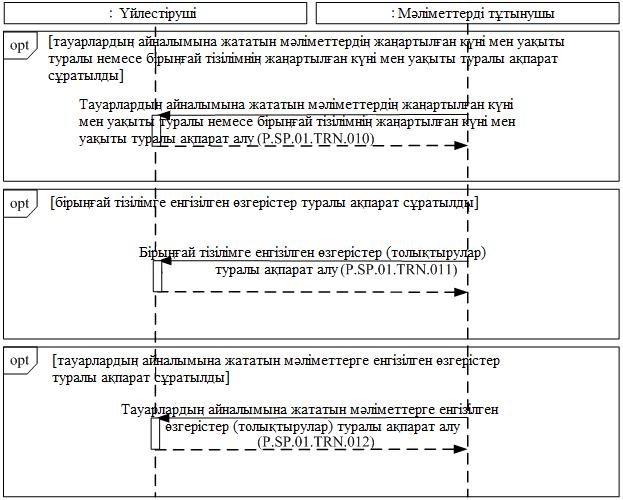 : Үйлестіруші
: Мәліметтерді тұтынушы
opt
[тауарлардың айналымына жататын мәліметтердің жаңартылған күні мен уақыты
туралы немесе бірыңғай тізілімнің жаңартылған күні мен уақыты туралы ақпарат
сұратылды]
Тауарлардың айналымына жататын мәліметтердің жаңартылған күні
мен уақыты туралы немесе бірыңғай тізілімнің жаңартылған күні мен
уақыты туралы ақпарат алу (P.SP.01.TRN.010)
opt
[бірыңғай тізілімге енгізілген өзгерістер туралы ақпарат сұратылды]
Бірыңғай тізілімге енгізілген өзгерістер (толықтырулар)
туралы ақпарат алу (P.SP.01.TRN.011)
opt
[тауарлардың айналымына жататын мәліметтерге енгізілген өзгерістер
туралы ақпарат сұратылды]
Тауарлардың айналымына жататын мәліметтерге енгізілген
өзгерістер (толықтырулар) туралы ақпарат алу
(P.SP.01.TRN.012)